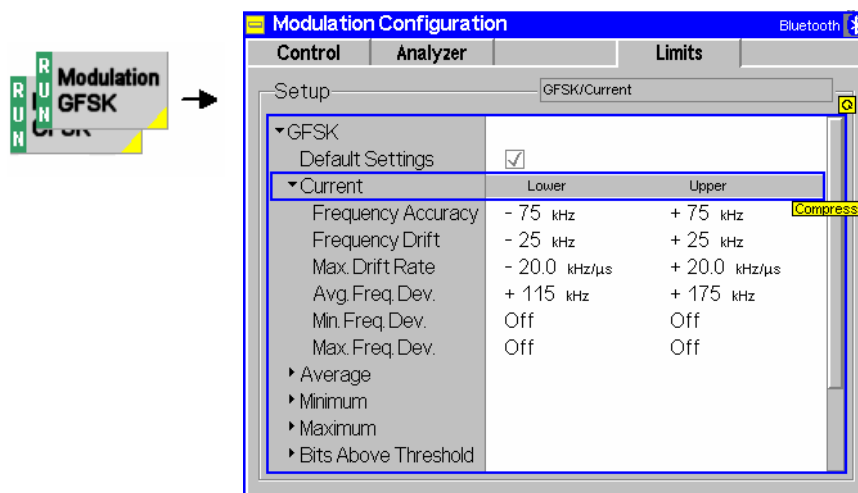 Modulation Configuration Bluetooth
Control Analyzer Limits
RUN Modulation GFSK
RUN
Setup GFSK/Current
GFSK
Default Settings
Current Lower Upper
Compress
Frequency Accuracy - 75 kHz + 75 kHz
Frequency Drift - 25 kHz + 25 kHz
Max. Drift Rate - 20.0 kHz/µs + 20.0 kHz/µs
Avg. Freq. Dev. + 115 kHz + 175 kHz
Min. Freq. Dev. Off Off
Max. Freq. Dev. Off Off
Average
Minimum
Maximum
Bits Above Threshold